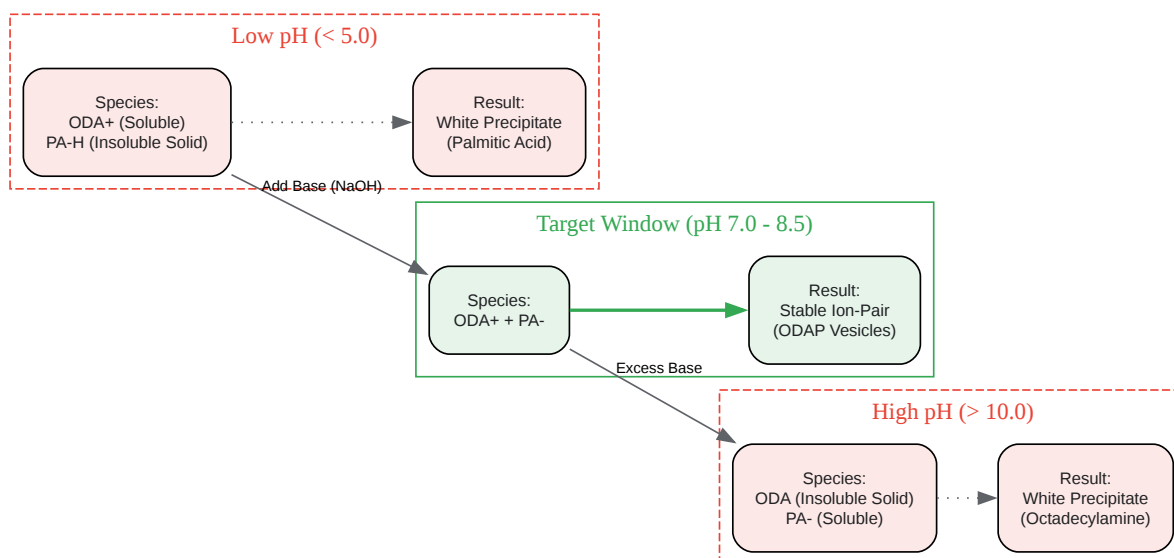 Low pH (< 5.0)
Species:
ODA+ (Soluble)
PA-H (Insoluble Solid)
Result:
White Precipitate
(Palmitic Acid)
Add Base (NaOH)
Target Window (pH 7.0 - 8.5)
Species:
ODA+ + PA-
Result:
Stable Ion-Pair
(ODAP Vesicles)
Excess Base
High pH (> 10.0)
Species:
ODA (Insoluble Solid)
PA- (Soluble)
Result:
White Precipitate
(Octadecylamine)